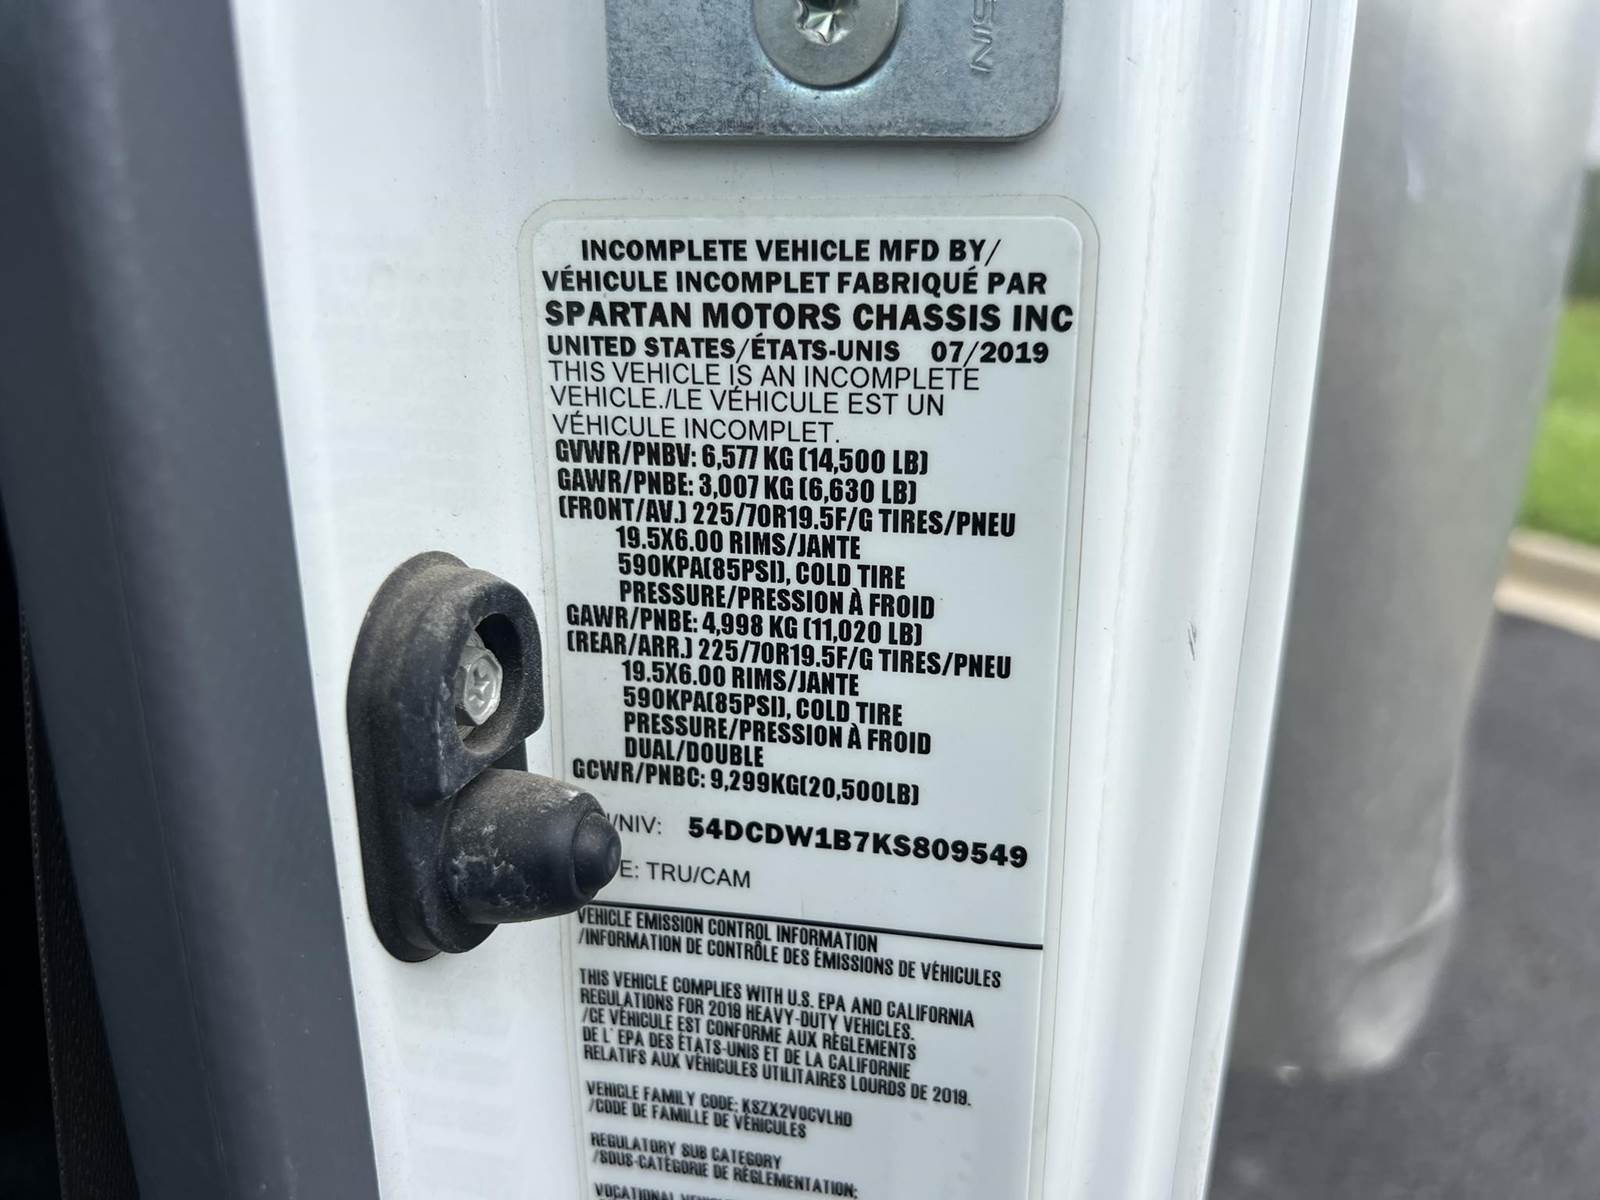 INCOMPLETE VEHICLE MFD BY/
VÉHICULE INCOMPLET FABRIQUÉ PAR
SPARTAN MOTORS CHASSIS INC
UNITED STATES/ÉTATS-UNIS 07/2019
THIS VEHICLE IS AN INCOMPLETE
VEHICLE./LE VÉHICULE EST UN
VÉHICULE INCOMPLET.
GVWR/PNBV: 6,577 KG (14,500 LB)
GAWR/PNBE: 3,007 KG (6,630 LB)
(FRONT/AV.) 225/70R19.5F/G TIRES/PNEU
19.5X6.00 RIMS/JANTE
590KPA(85PSI), COLD TIRE
PRESSURE/PRESSION À FROID
GAWR/PNBE: 4,998 KG (11,020 LB)
(REAR/ARR.) 225/70R19.5F/G TIRES/PNEU
19.5X6.00 RIMS/JANTE
590KPA(85PSI), COLD TIRE
PRESSURE/PRESSION À FROID
DUAL/DOUBLE
GCWR/PNBC: 9,299KG(20,500LB)
/NIV: 54DCDW1B7KS809549
E: TRU/CAM
VEHICLE EMISSION CONTROL INFORMATION
/INFORMATION DE CONTRÔLE DES ÉMISSIONS DE VÉHICULES
THIS VEHICLE COMPLIES WITH U.S. EPA AND CALIFORNIA
REGULATIONS FOR 2019 HEAVY-DUTY VEHICLES.
/CE VÉHICULE EST CONFORME AUX RÈGLEMENTS
DE L' EPA DES ÉTATS-UNIS ET DE LA CALIFORNIE
RELATIFS AUX VÉHICULES UTILITAIRES LOURDS DE 2019.
VEHICLE FAMILY CODE: KSZX2VOCVLHD
/CODE DE FAMILLE DE VÉHICULES
REGULATORY SUB CATEGORY
/SOUS-CATÉGORIE DE RÉGLEMENTATION: